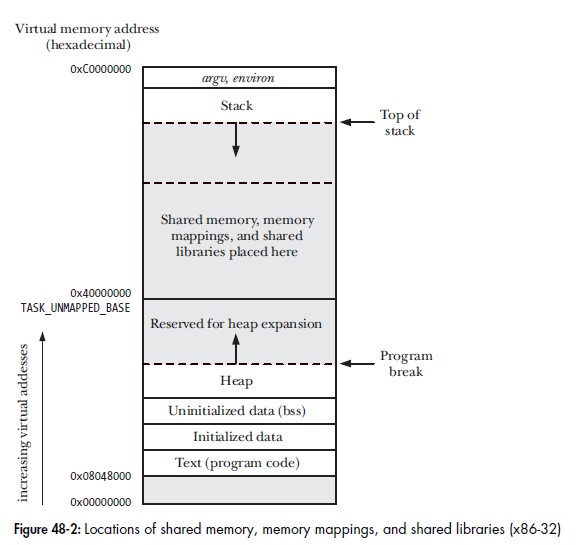 Virtual memory address
(hexadecimal)
0xC0000000
argv, environ
Stack
Top of
stack
Shared memory, memory
mappings, and shared
libraries placed here
0x40000000
TASK_UNMAPPED_BASE
Reserved for heap expansion
Program
break
Heap
Uninitialized data (bss)
Initialized data
Text (program code)
0x08048000
0x00000000
increasing virtual addesses
Figure 48-2: Locations of shared memory, memory mappings, and shared libraries (x86-32)